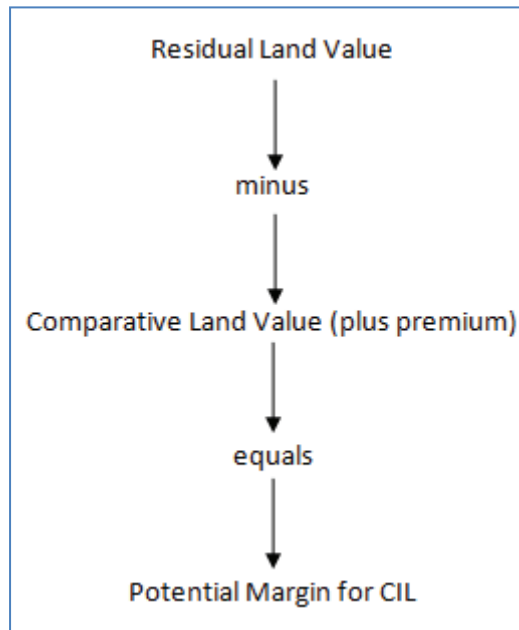 Residual Land Value
minus
Comparative Land Value (plus premium)
equals
Potential Margin for CIL